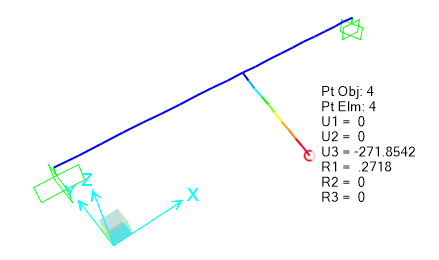 Pt Obj: 4
Pt Elm: 4
U1 = 0
U2 = 0
U3 = -271.8542
R1 = .2718
R2 = 0
R3 = 0
Y
Z
X